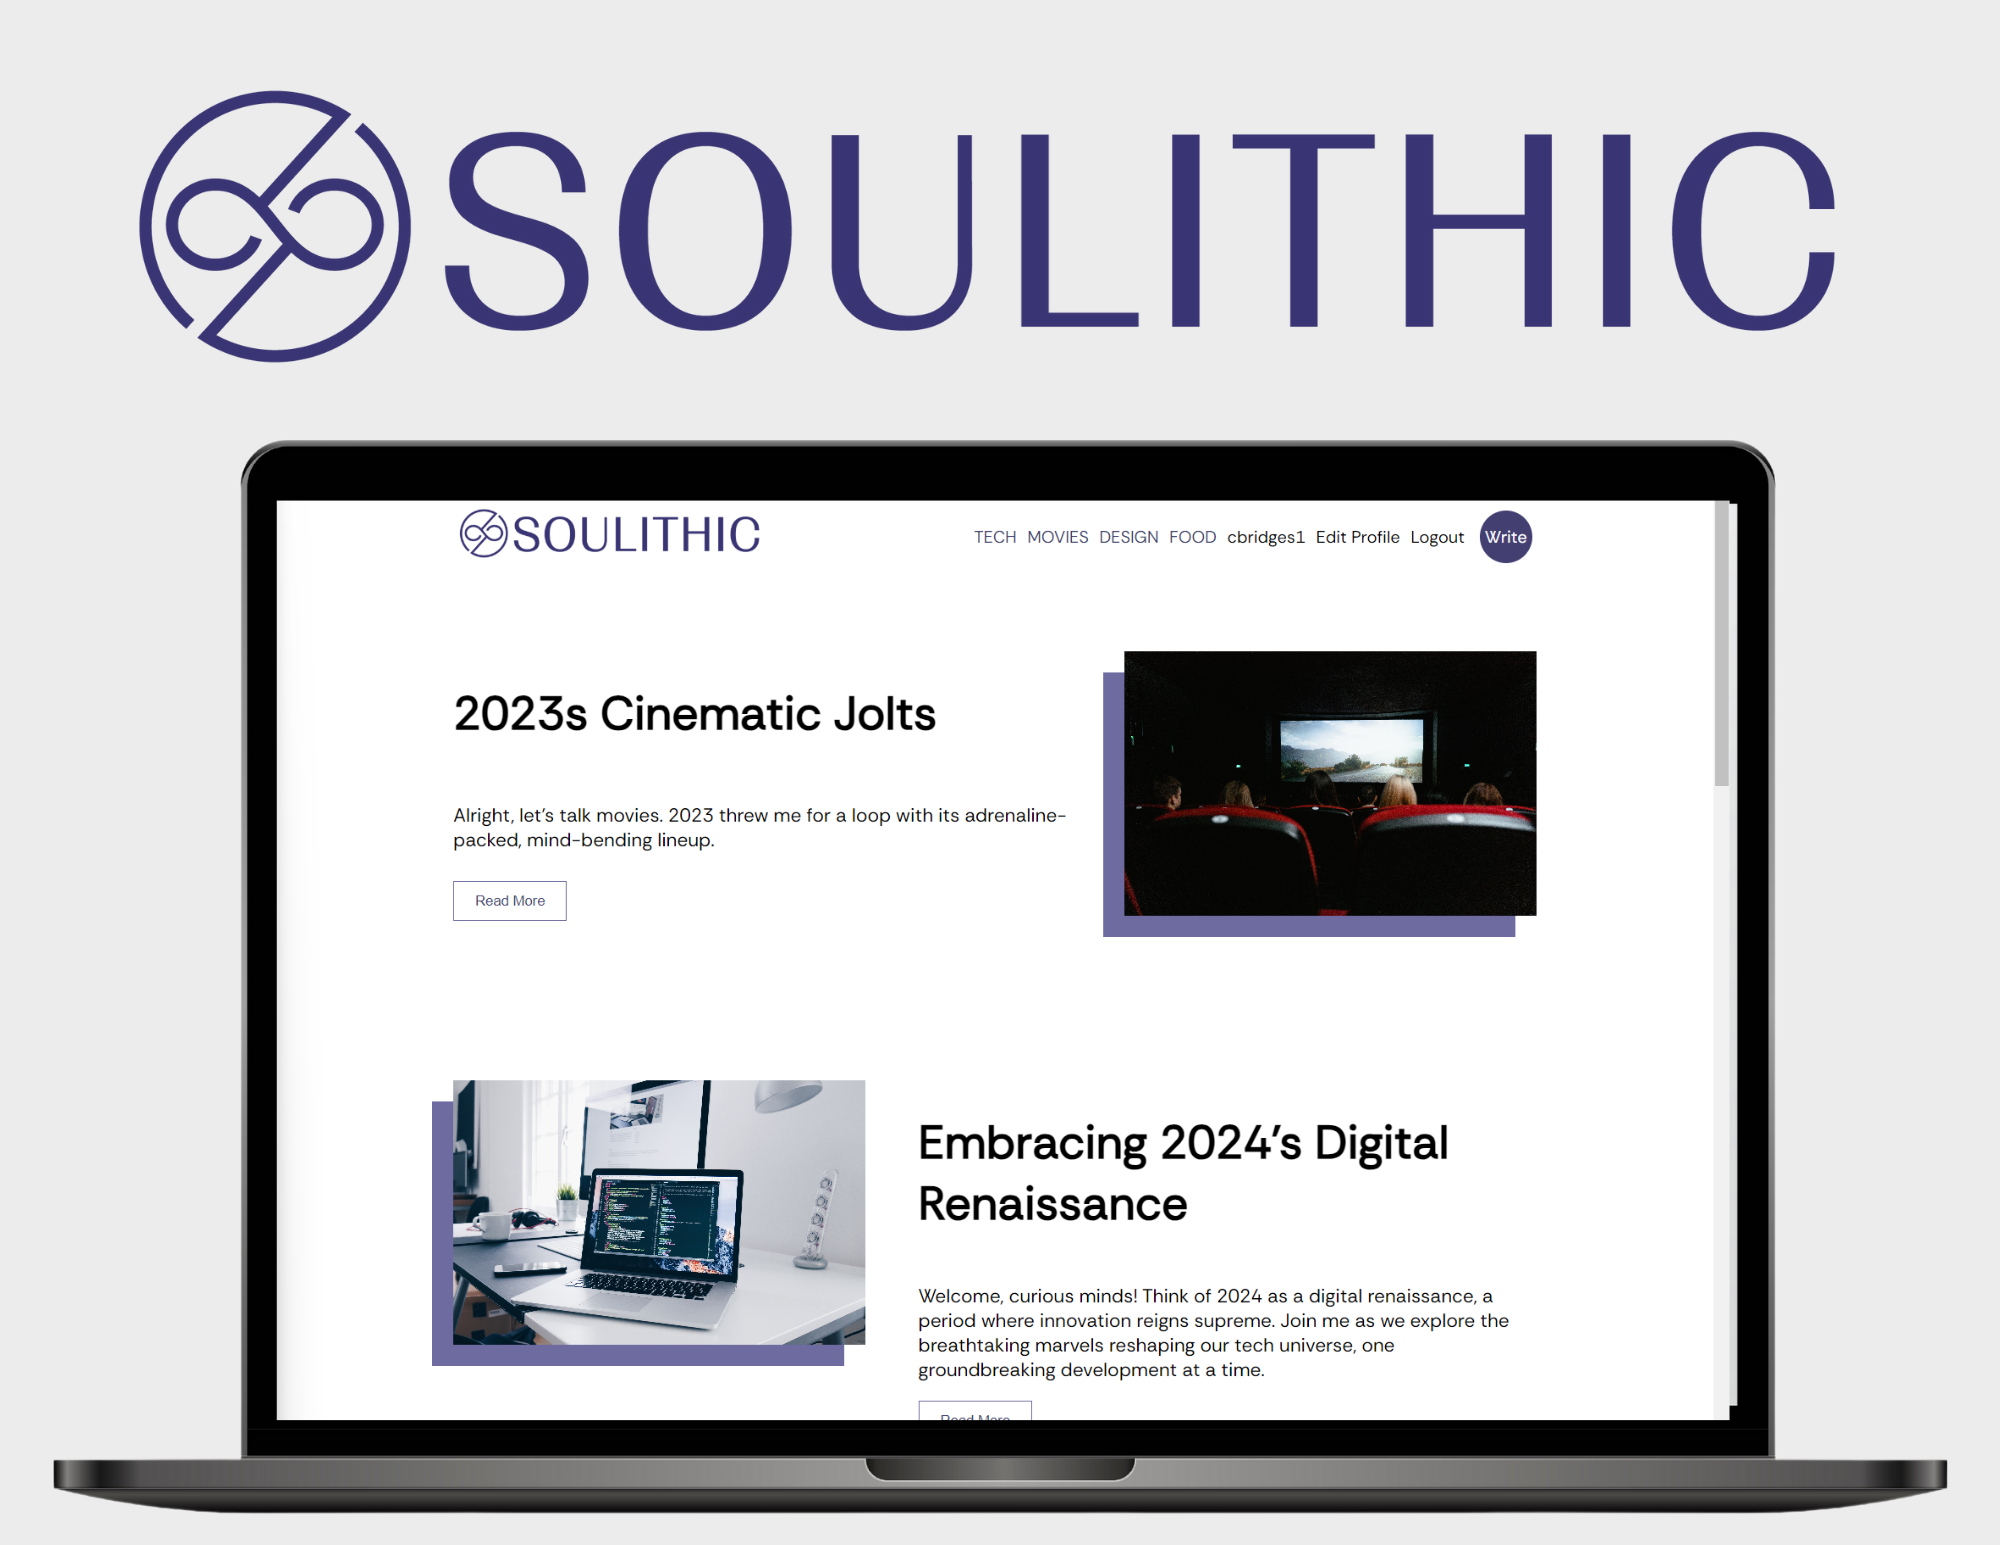 SOULITHIC
SOULITHIC
TECH MOVIES DESIGN FOOD cbridges1 Edit Profile Logout Write
2023s Cinematic Jolts
Alright, let's talk movies. 2023 threw me for a loop with its adrenaline-
packed, mind-bending lineup.
Read More
Embracing 2024's Digital
Renaissance
Welcome, curious minds! Think of 2024 as a digital renaissance, a
period where innovation reigns supreme. Join me as we explore the
breathtaking marvels reshaping our tech universe, one
groundbreaking development at a time.
Read More